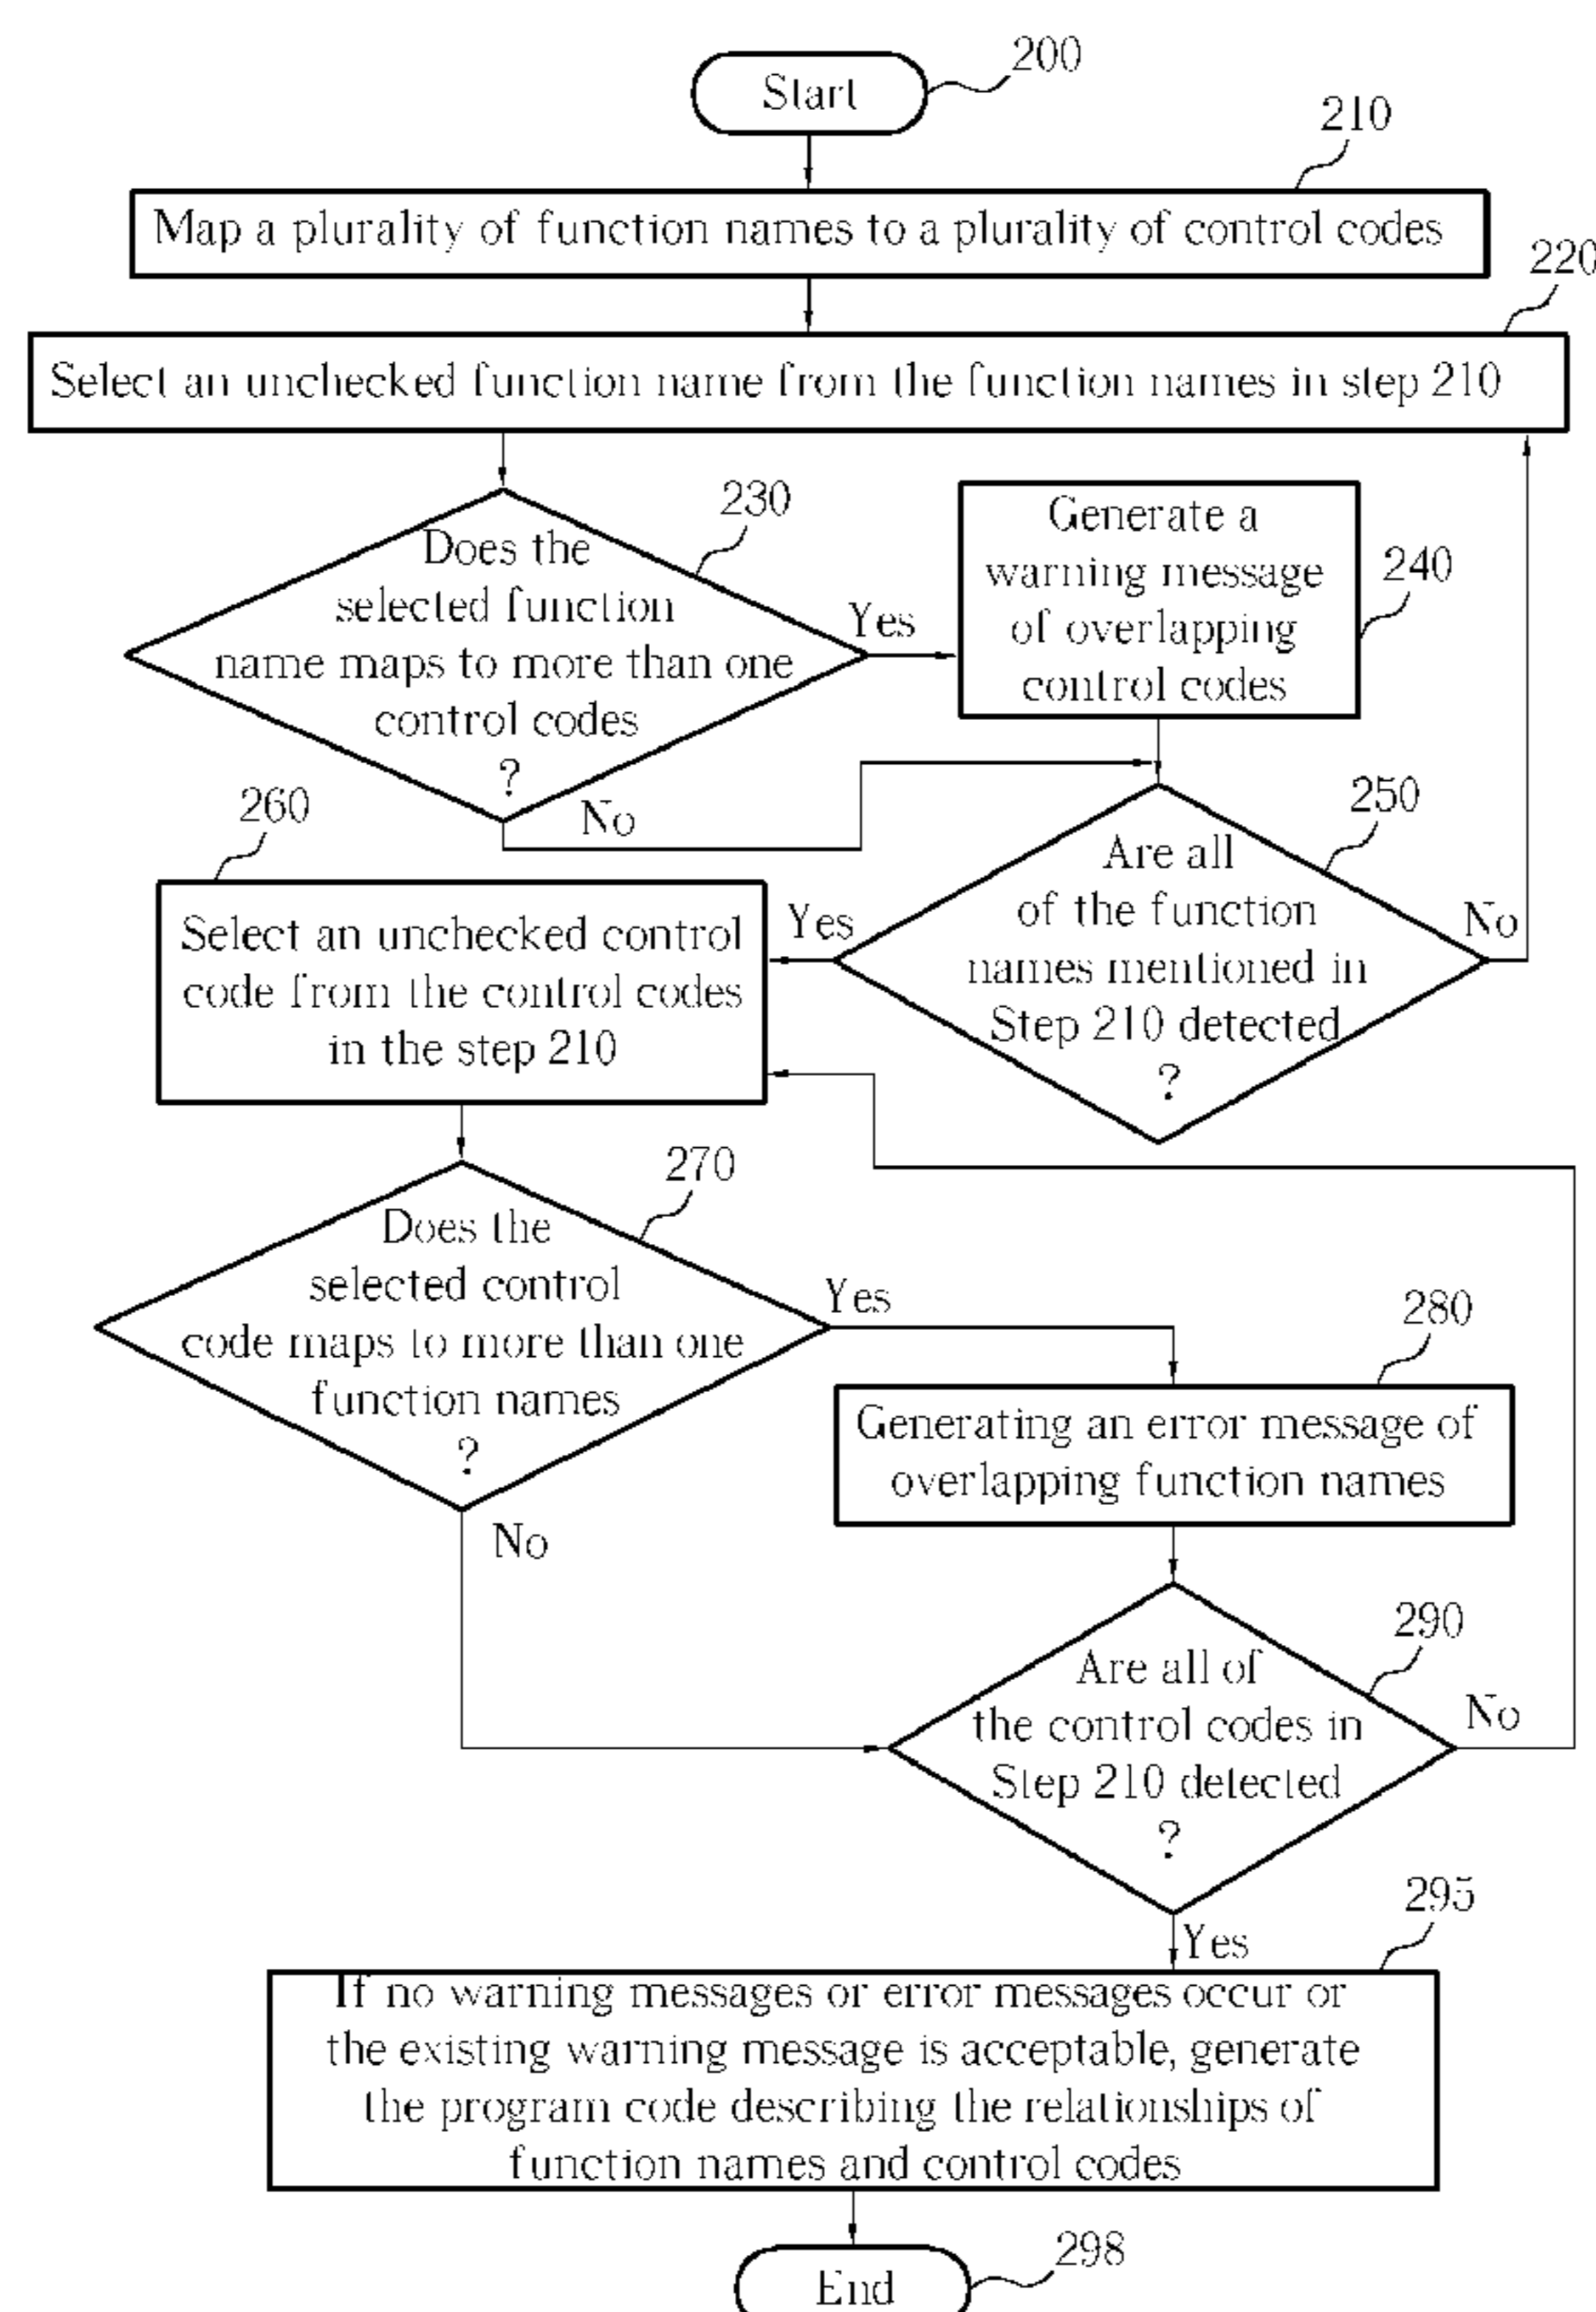 Start
200
210
Map a plurality of function names to a plurality of control codes
220
Select an unchecked function name from the function names in step 210
230
Does the
selected function
name maps to more than one
control codes
?
Yes
No
Generate a
warning message
of overlapping
control codes
240
250
Are all
of the function
names mentioned in
Step 210 detected
?
Yes
No
260
Select an unchecked control
code from the control codes
in the step 210
270
Does the
selected control
code maps to more than one
function names
?
Yes
No
280
Generating an error message of
overlapping function names
290
Are all of
the control codes in
Step 210 detected
?
No
Yes
295
If no warning messages or error messages occur or
the existing warning message is acceptable, generate
the program code describing the relationships of
function names and control codes
End
298